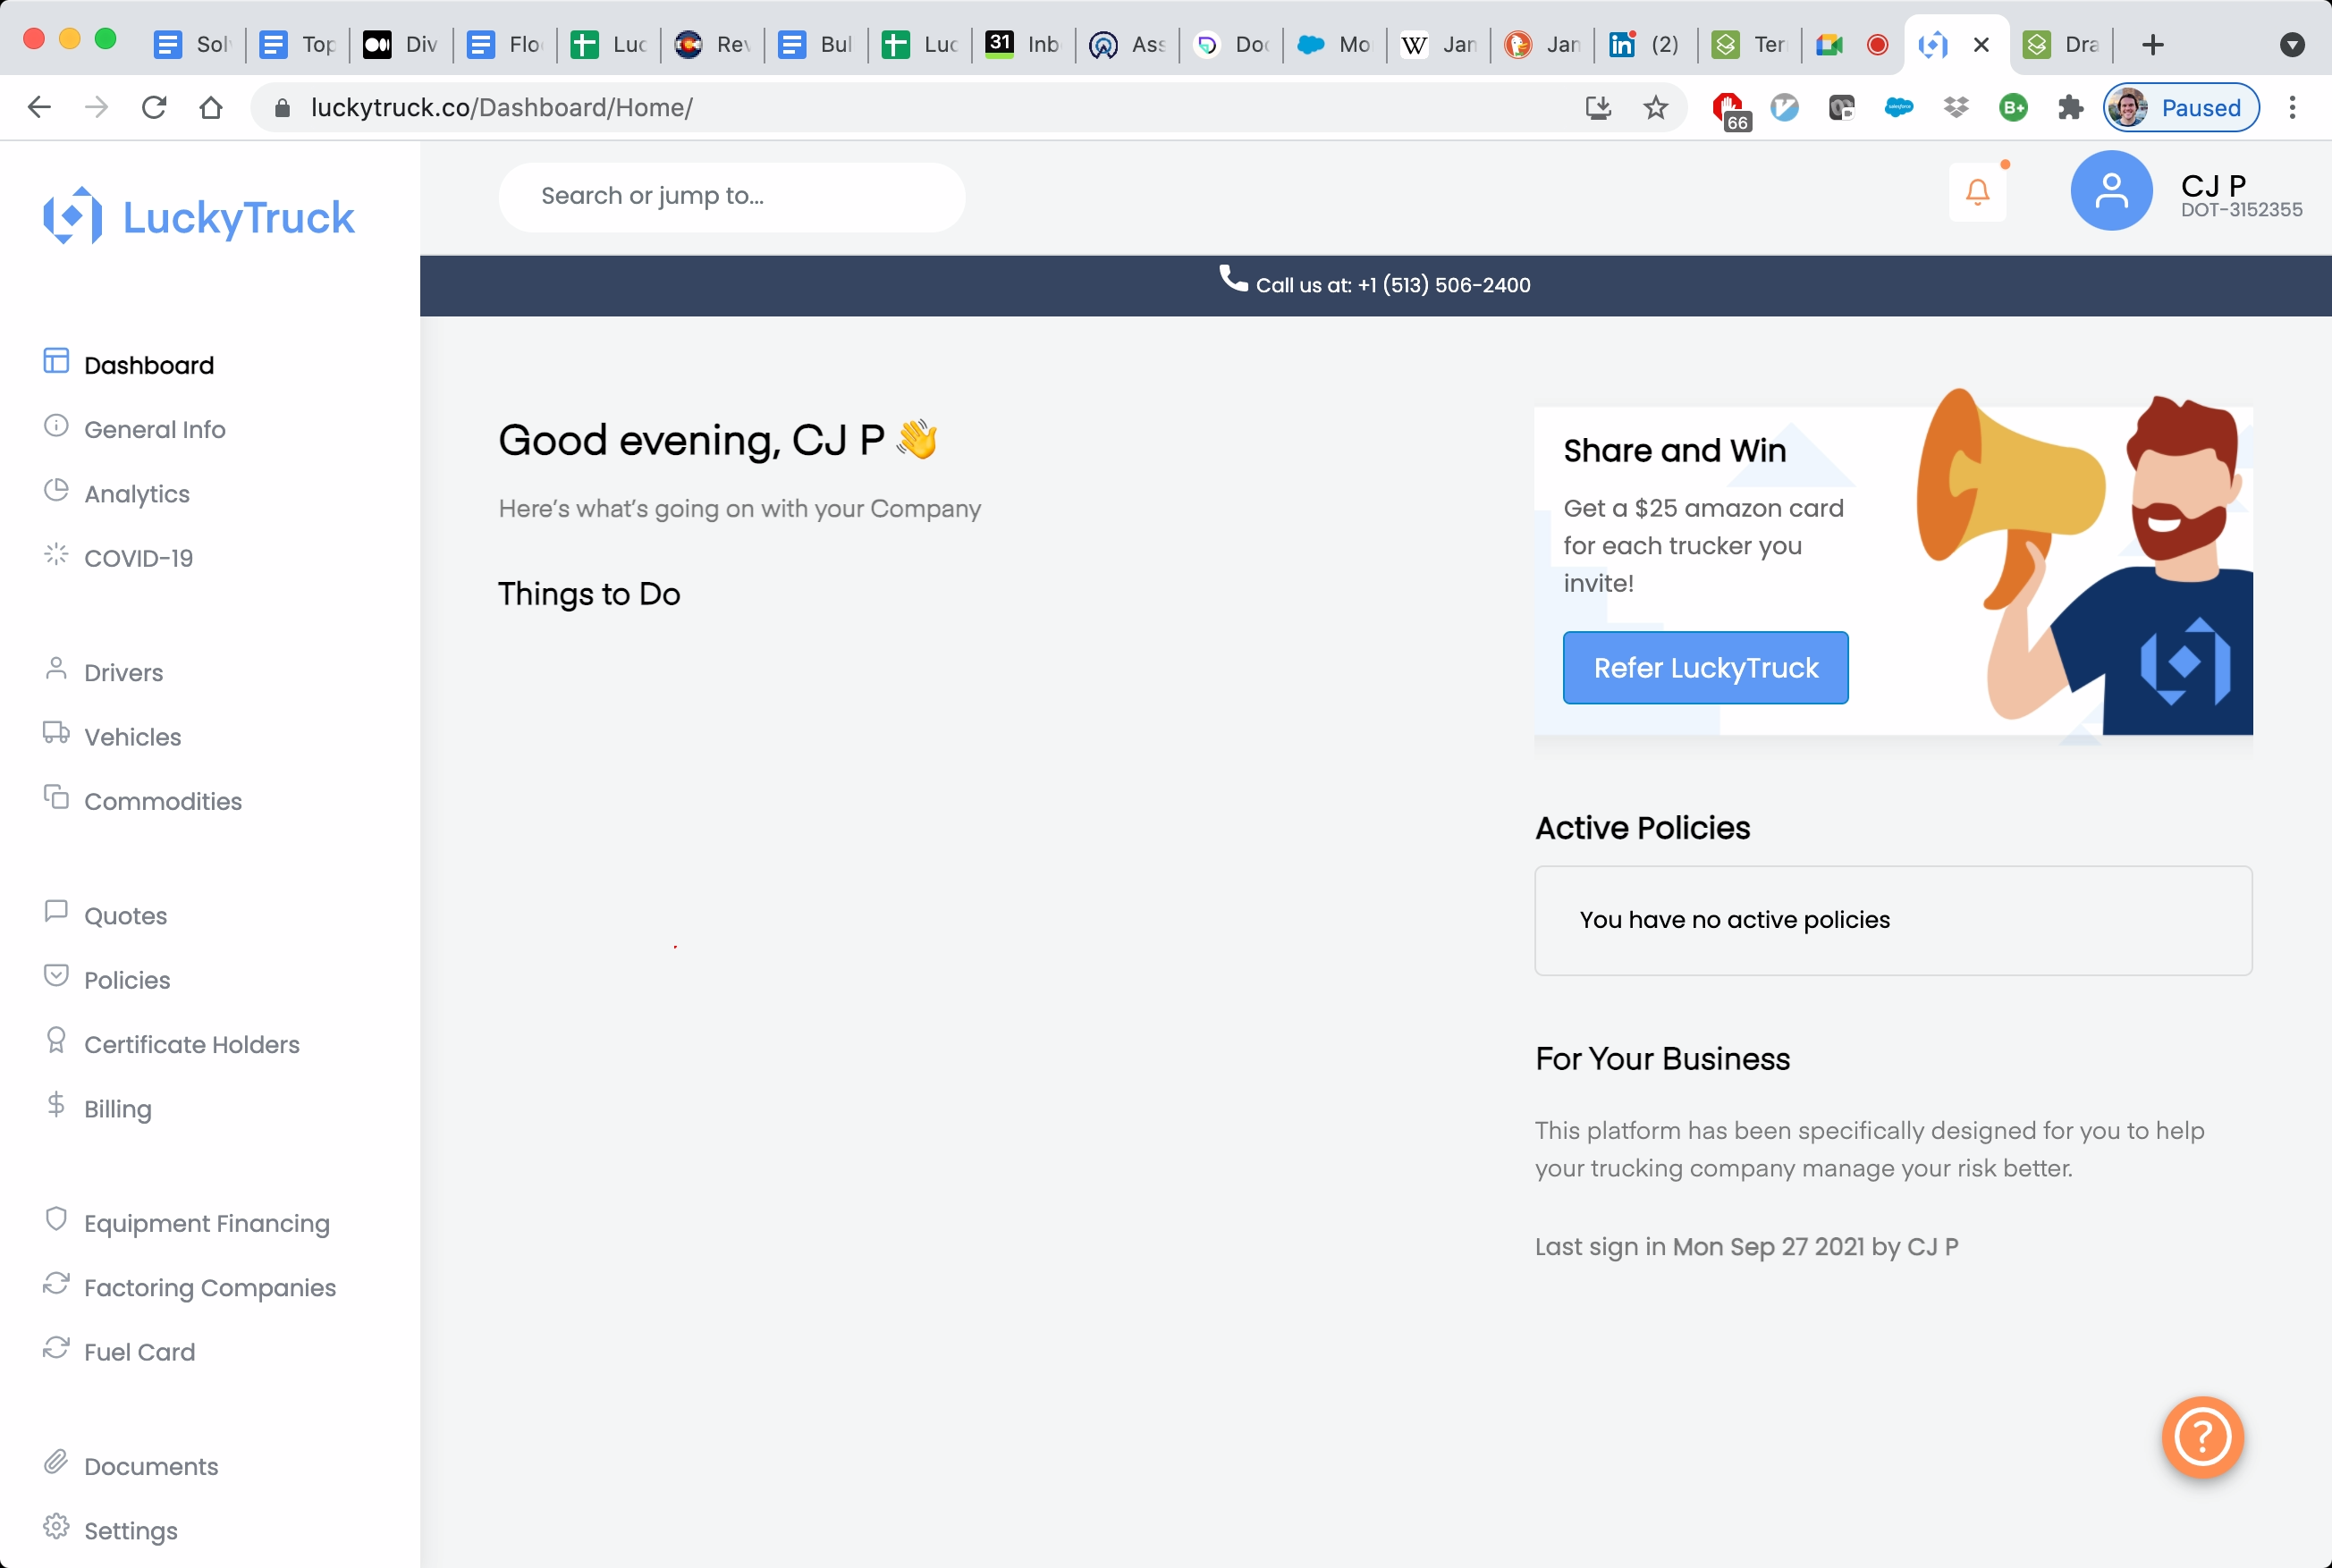 Sol
Top
Div
Flo
Luc
Rev
Bul
Luc
31 Inb
Ass
Doc
Mo
W Jan
Jan
in (2)
Ter
Dra
luckytruck.co/Dashboard/Home/
66
B+
Paused
LuckyTruck
Search or jump to...
CJ P
DOT-3152355
Call us at: +1 (513) 506-2400
Dashboard
General Info
Analytics
COVID-19
Drivers
Vehicles
Commodities
Quotes
Policies
Certificate Holders
Billing
Equipment Financing
Factoring Companies
Fuel Card
Documents
Settings
Good evening, CJ P 👋
Here's what's going on with your Company
Things to Do
Share and Win
Get a $25 amazon card
for each trucker you
invite!
Refer LuckyTruck
Active Policies
You have no active policies
For Your Business
This platform has been specifically designed for you to help
your trucking company manage your risk better.
Last sign in Mon Sep 27 2021 by CJ P
?